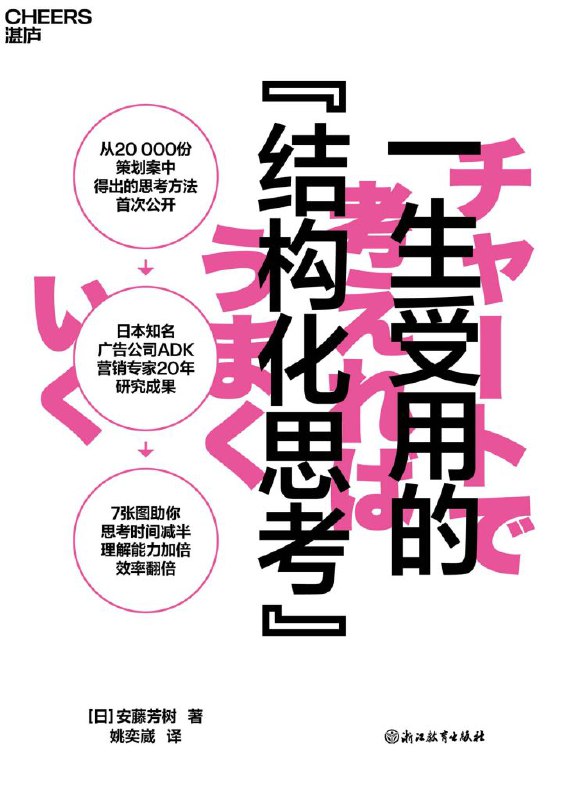 CHEERS
湛庐
一生受用的
『结构化思考』
チャートで
考えれば
うまく
いく
从20 000份
策划案中
得出的思考方法
首次公开
日本知名
广告公司ADK
营销专家20年
研究成果
7张图助你
思考时间减半
理解能力加倍
效率翻倍
[日]安藤芳树 著
姚奕崴 译
浙江教育出版社